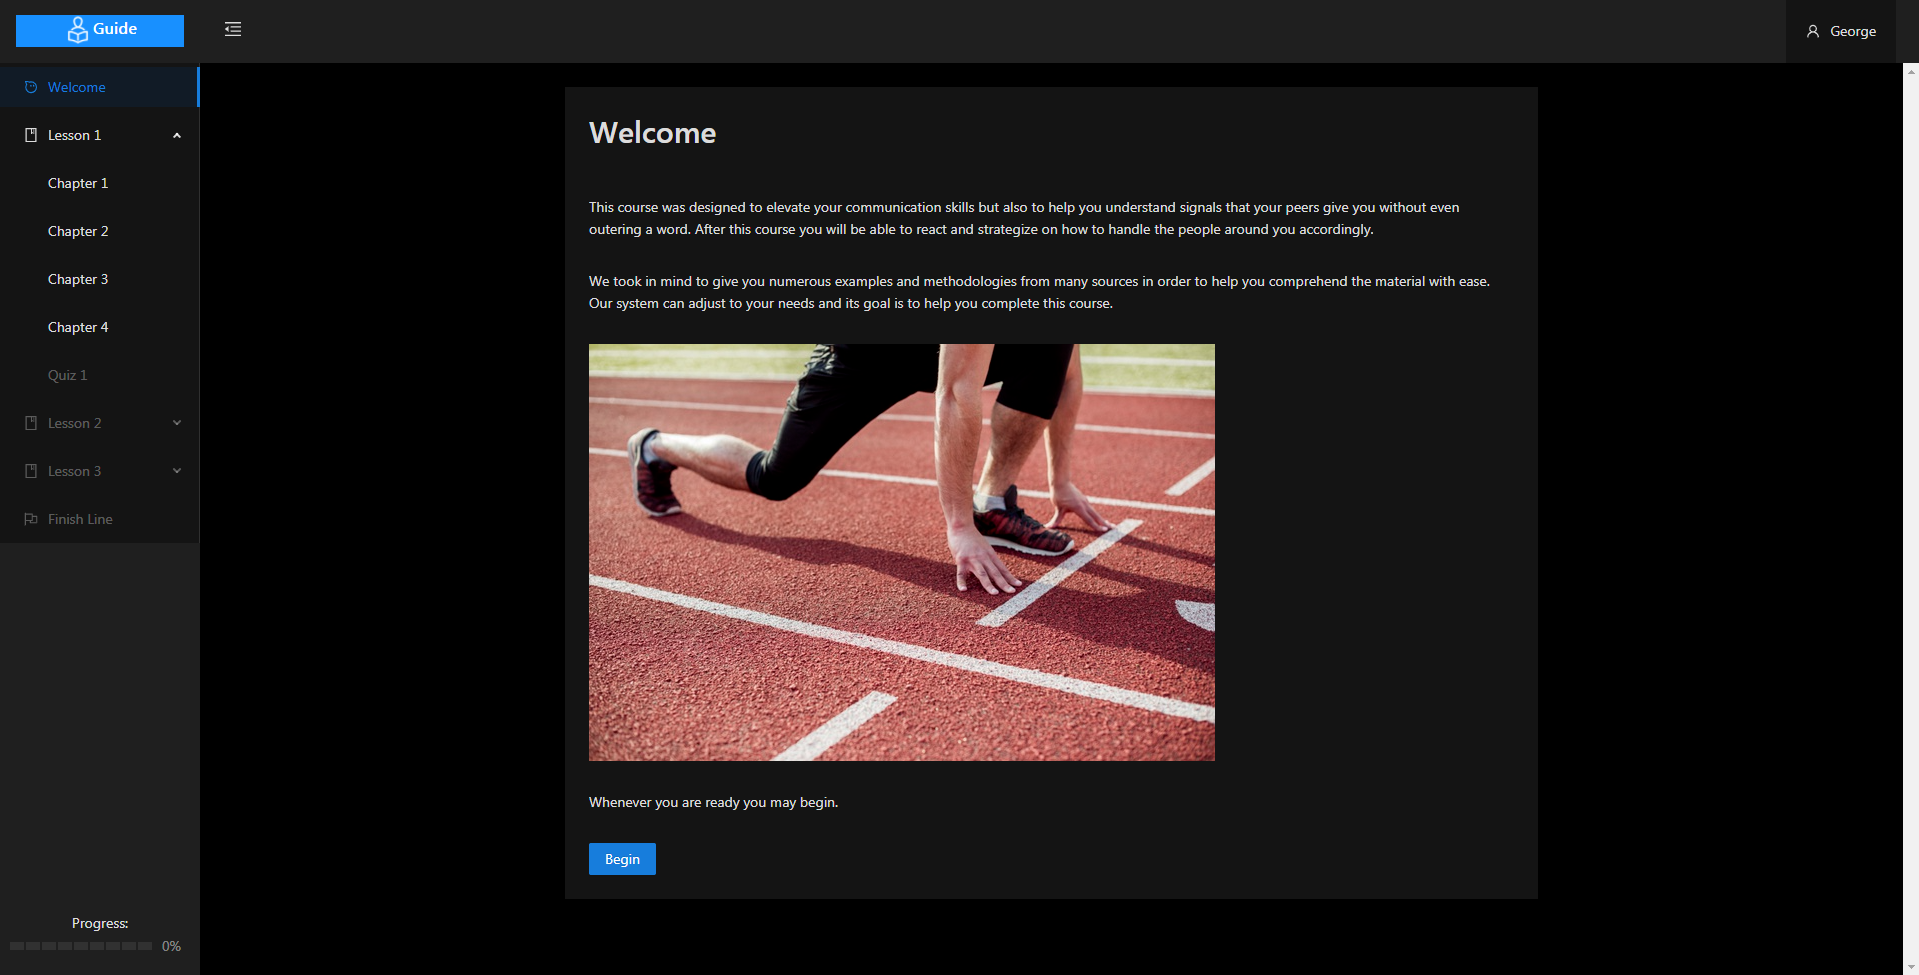 Guide
George
Welcome
Lesson 1
Chapter 1
Chapter 2
Chapter 3
Chapter 4
Quiz 1
Lesson 2
Lesson 3
Finish Line
Progress:
0%
Welcome
This course was designed to elevate your communication skills but also to help you understand signals that your peers give you without even
outering a word. After this course you will be able to react and strategize on how to handle the people around you accordingly.
We took in mind to give you numerous examples and methodologies from many sources in order to help you comprehend the material with ease.
Our system can adjust to your needs and its goal is to help you complete this course.
Whenever you are ready you may begin.
Begin